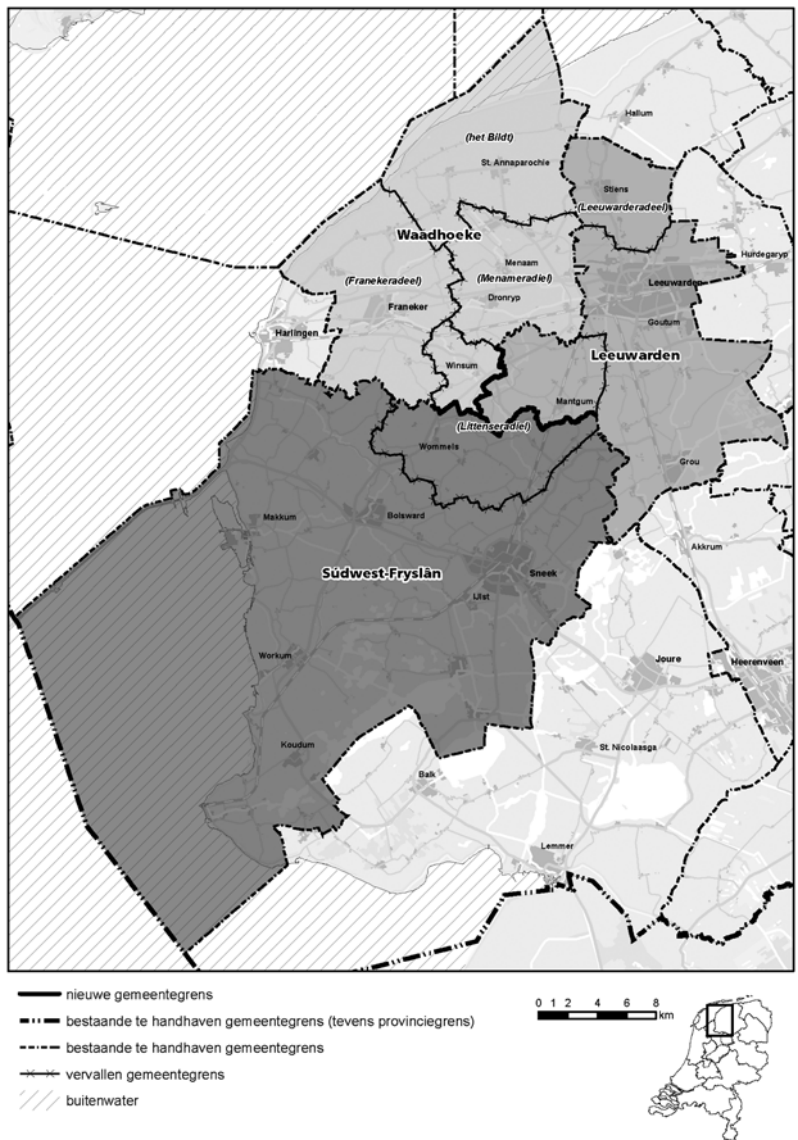 Hallum
(het Bildt)
St. Annaparochie
Stiens
(Leeuwarderadeel)
Waadhoeke
Hurdegaryp
Menaam
(Franekeradeel)
(Menameradiel)
Leeuwarden
Dronryp
Franeker
Goutum
Harlingen
Leeuwarden
Winsum
Mantgum
(Littenseradiel)
Wommels
Grou
Makkum
Bolsward
Akkrum
Súdwest-Fryslân
Sneek
IJlst
Workum
Joure
Heerenveen
Koudum
St. Nicolaasga
Balk
Lemmer
nieuwe gemeentegrens
bestaande te handhaven gemeentegrens (tevens provinciegrens)
bestaande te handhaven gemeentegrens
vervallen gemeentegrens
buitenwater
0 1 2 4 6 8
km